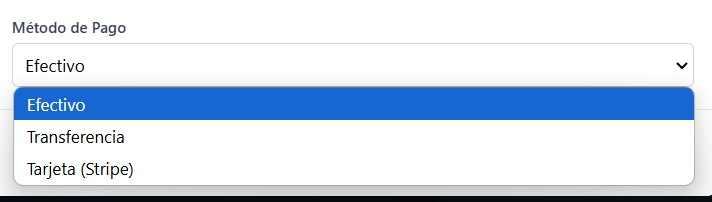 Método de Pago
Efectivo
Efectivo
Transferencia
Tarjeta (Stripe)